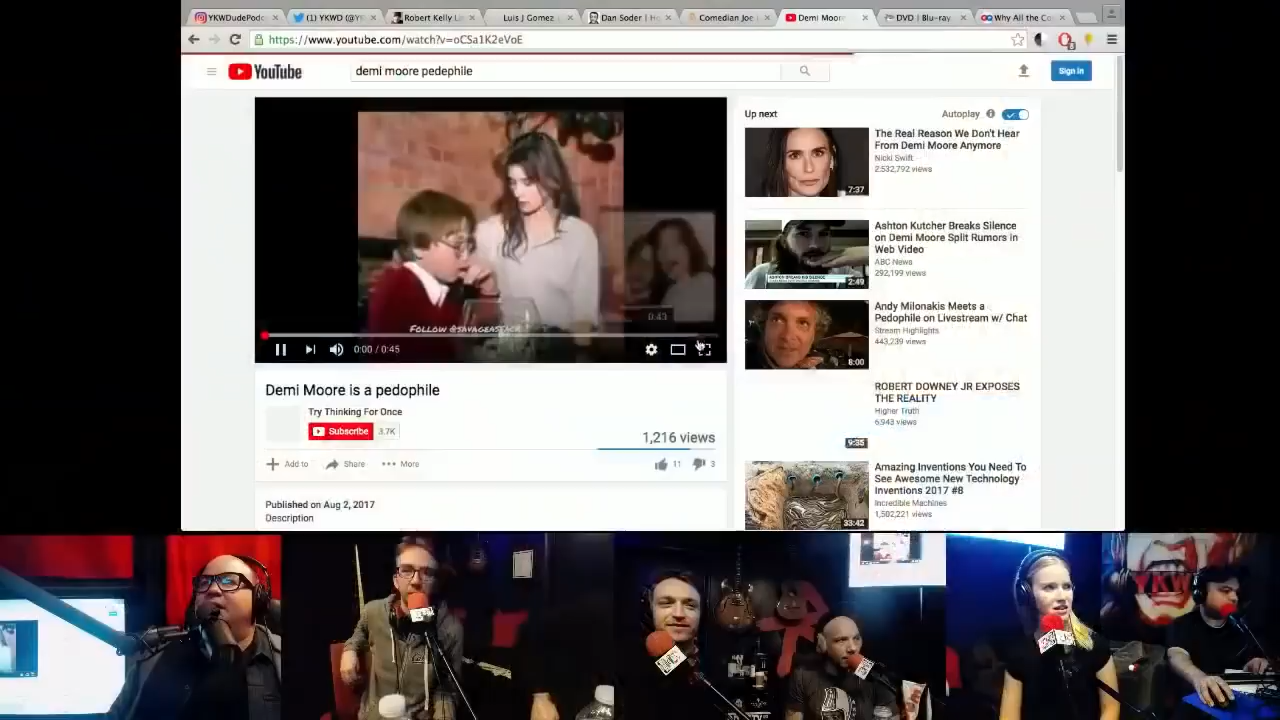 YKWDudePod
(1) YKWD (@Y
Robert Kelly L
Luis J Gomez
Dan Soder | H
Comedian Joe
Demi Moor
DVD | Blu-ray
Why All the Co
https://www.youtube.com/watch?v=oCSa1K2eVoE
YouTube
demi moore pedephile
Sign in
0:43
0:00 / 0:45
Demi Moore is a pedophile
Try Thinking For Once
Subscribe 3.7K
1,216 views
Add to
Share
More
11
3
Published on Aug 2, 2017
Description
Up next
Autoplay
The Real Reason We Don't Hear
From Demi Moore Anymore
Nicki Swift
2,532,792 views
7:37
Ashton Kutcher Breaks Silence
on Demi Moore Split Rumors in
Web Video
ABC News
292,199 views
2:49
Andy Milonakis Meets a
Pedophile on Livestream w/ Chat
Stream Highlights
443,239 views
8:00
ROBERT DOWNEY JR EXPOSES
THE REALITY
Higher Truth
6,943 views
9:35
Amazing Inventions You Need To
See Awesome New Technology
Inventions 2017 #8
Incredible Machines
1,502,221 views
33:42
YKW